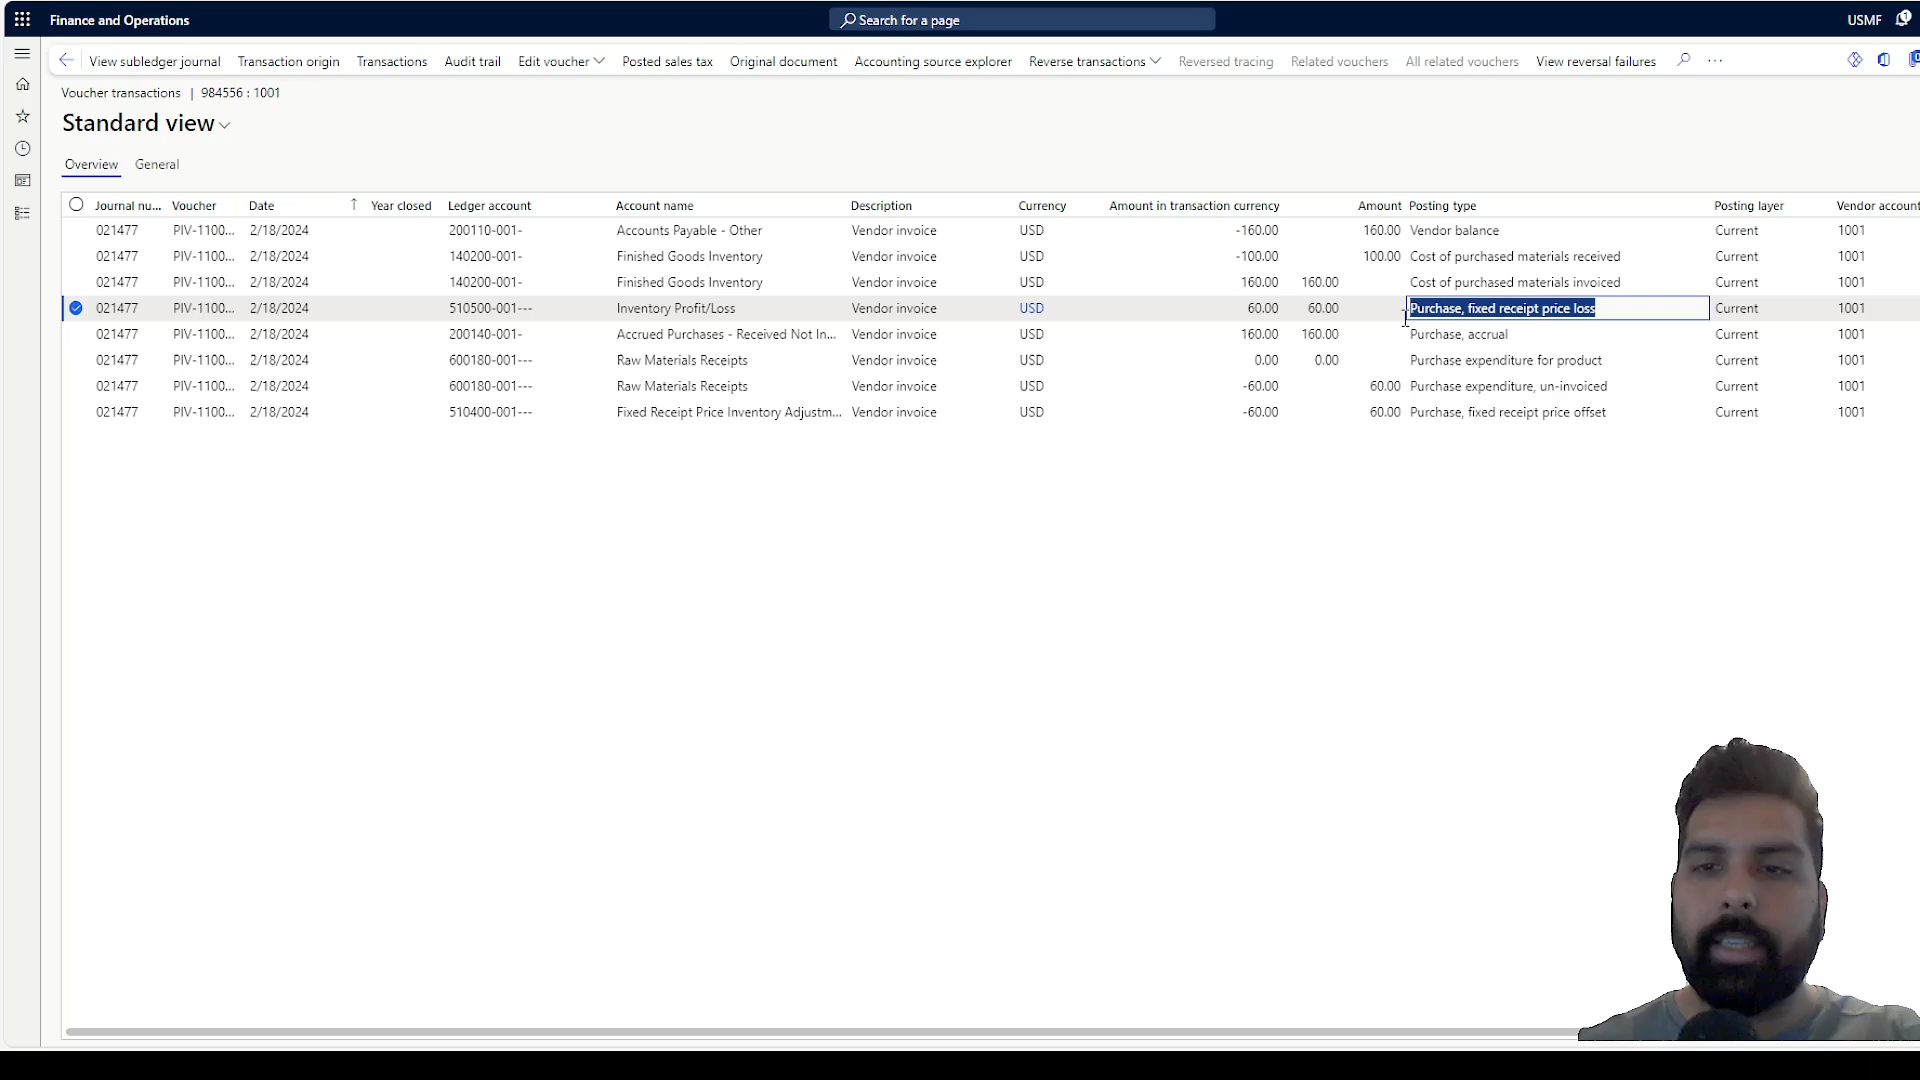 Finance and Operations
Search for a page
USMF
1
View subledger journal Transaction origin Transactions Audit trail Edit voucher Posted sales tax Original document Accounting source explorer Reverse transactions Reversed tracing Related vouchers All related vouchers View reversal failures ...
Voucher transactions | 984556 : 1001
Standard view
Overview General
Journal nu... Voucher Date Year closed Ledger account Account name Description Currency Amount in transaction currency Amount Posting type Posting layer Vendor account
021477 PIV-1100... 2/18/2024 200110-001- Accounts Payable - Other Vendor invoice USD -160.00 160.00 Vendor balance Current 1001
021477 PIV-1100... 2/18/2024 140200-001- Finished Goods Inventory Vendor invoice USD -100.00 100.00 Cost of purchased materials received Current 1001
021477 PIV-1100... 2/18/2024 140200-001- Finished Goods Inventory Vendor invoice USD 160.00 160.00 Cost of purchased materials invoiced Current 1001
021477 PIV-1100... 2/18/2024 510500-001--- Inventory Profit/Loss Vendor invoice USD 60.00 60.00 Purchase, fixed receipt price loss Current 1001
021477 PIV-1100... 2/18/2024 200140-001- Accrued Purchases - Received Not In... Vendor invoice USD 160.00 160.00 Purchase, accrual Current 1001
021477 PIV-1100... 2/18/2024 600180-001--- Raw Materials Receipts Vendor invoice USD 0.00 0.00 Purchase expenditure for product Current 1001
021477 PIV-1100... 2/18/2024 600180-001--- Raw Materials Receipts Vendor invoice USD -60.00 60.00 Purchase expenditure, un-invoiced Current 1001
021477 PIV-1100... 2/18/2024 510400-001--- Fixed Receipt Price Inventory Adjustm... Vendor invoice USD -60.00 60.00 Purchase, fixed receipt price offset Current 1001